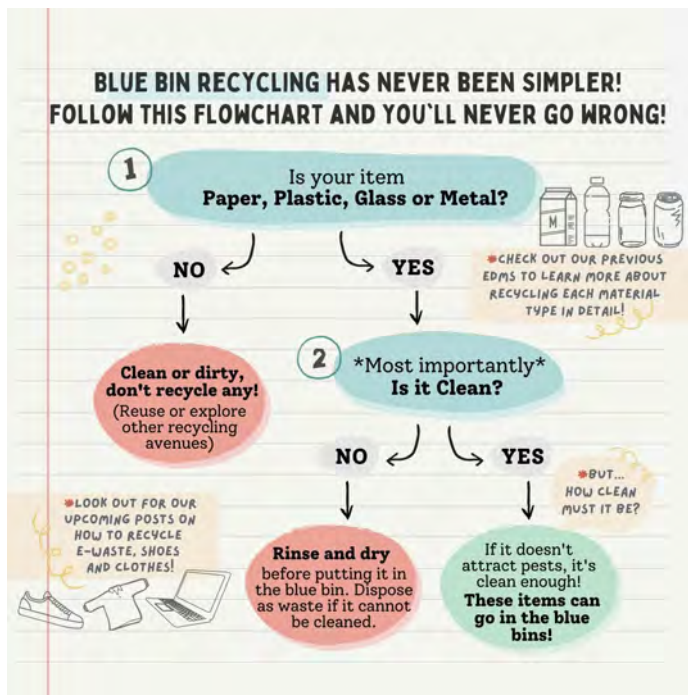 BLUE BIN RECYCLING HAS NEVER BEEN SIMPLER!
FOLLOW THIS FLOWCHART AND YOU`LL NEVER GO WRONG!
1
Is your item
Paper, Plastic, Glass or Metal?
M
*CHECK OUT OUR PREVIOUS
EDMS TO LEARN MORE ABOUT
RECYCLING EACH MATERIAL
TYPE IN DETAIL!
NO
YES
Clean or dirty,
don't recycle any!
(Reuse or explore
other recycling
avenues)
2
*Most importantly*
Is it Clean?
NO
YES
*BUT...
HOW CLEAN
MUST IT BE?
*LOOK OUT FOR OUR
UPCOMING POSTS ON
HOW TO RECYCLE
E-WASTE, SHOES
AND CLOTHES!
Rinse and dry
before putting it in
the blue bin. Dispose
as waste if it cannot
be cleaned.
If it doesn't
attract pests, it's
clean enough!
These items can
go in the blue
bins!